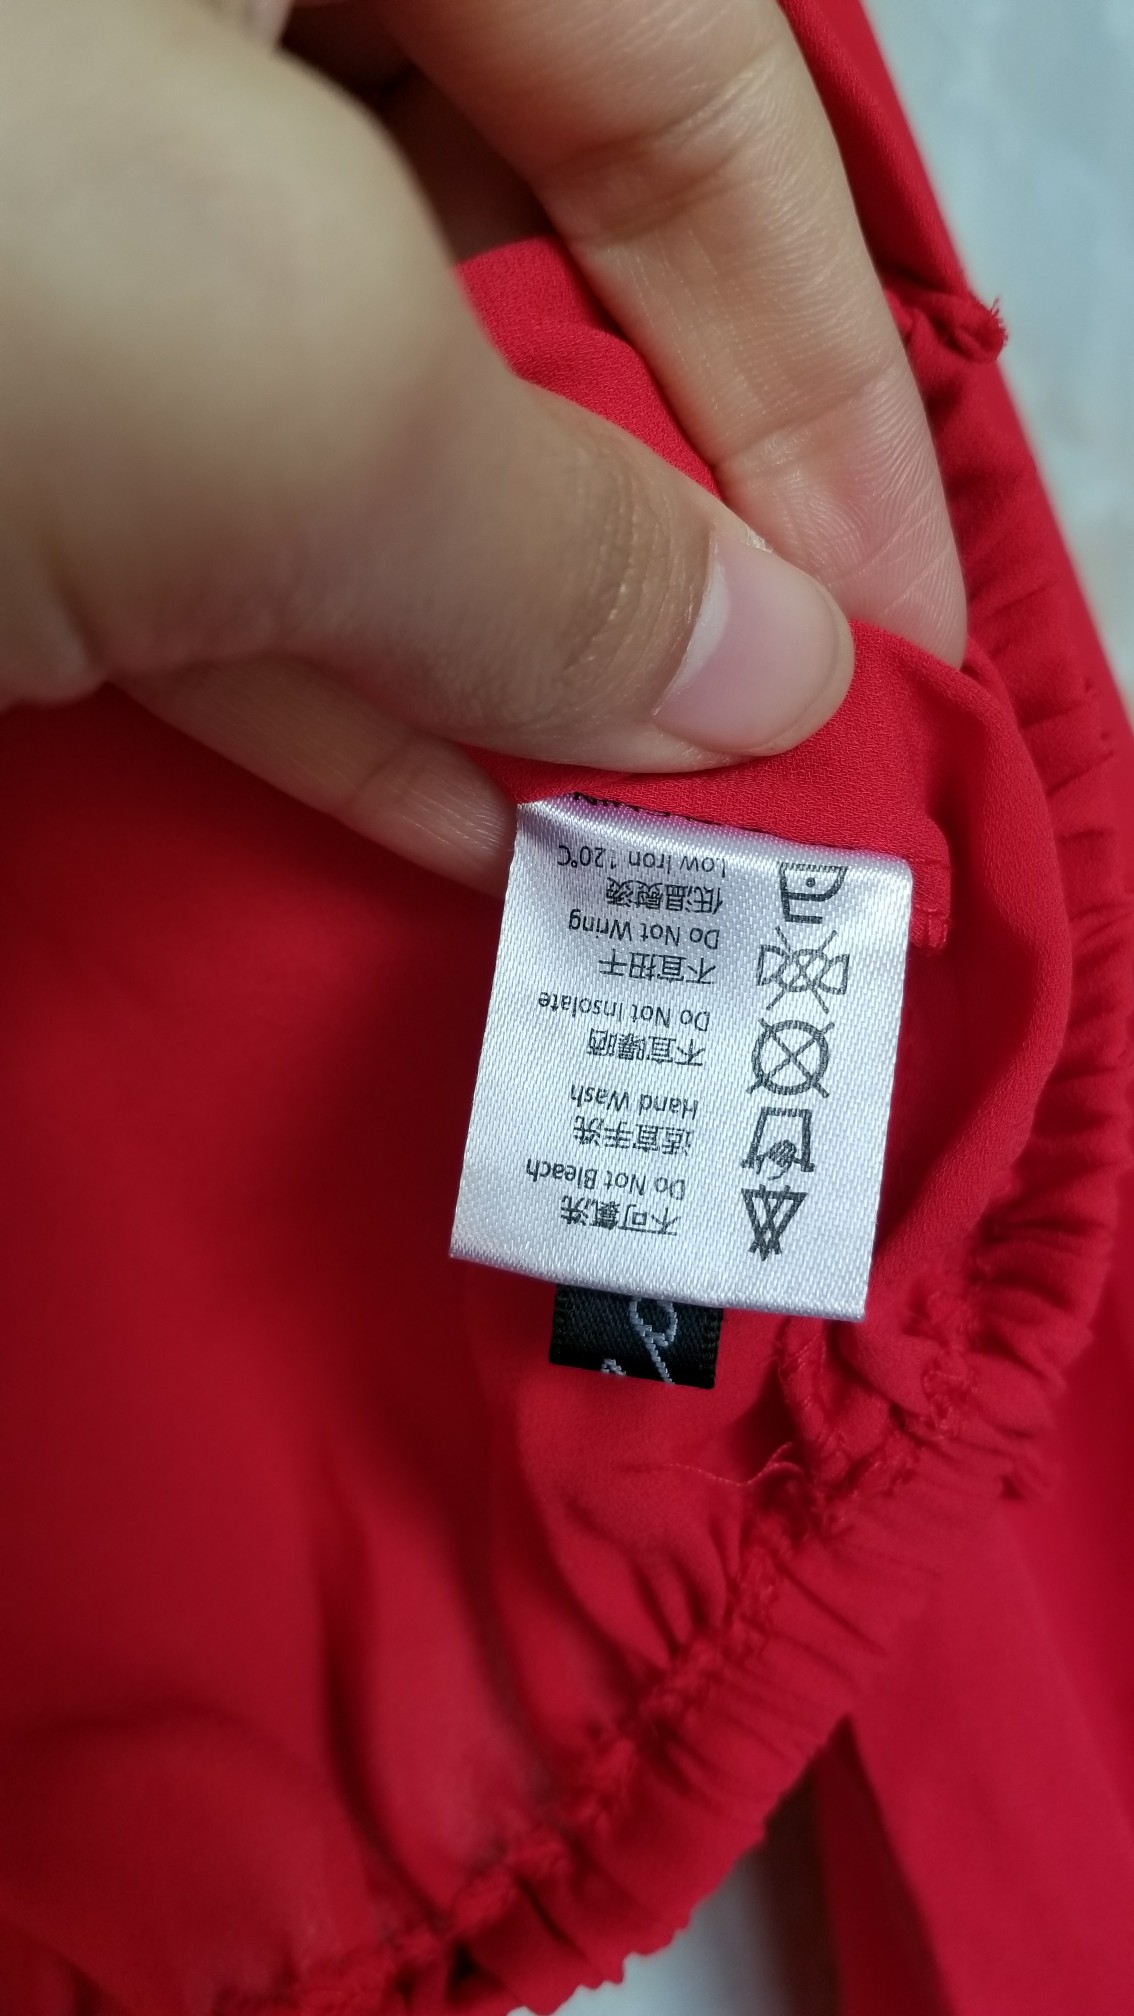 不可氯洗
Do Not Bleach
适宜手洗
Hand Wash
不宜曝晒
Do Not Insolate
不宜扭干
Do Not Wring
低温熨烫
Low Iron 120℃